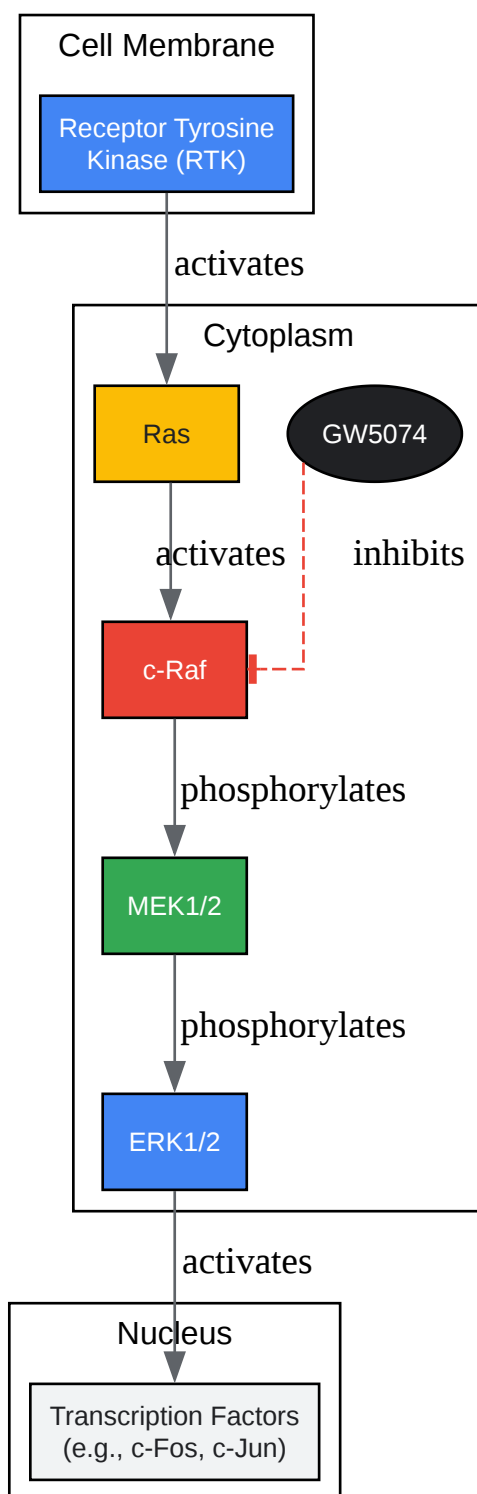 Cell Membrane
Receptor Tyrosine
Kinase (RTK)
activates
Cytoplasm
Ras
GW5074
activates
inhibits
c-Raf
phosphorylates
MEK1/2
phosphorylates
ERK1/2
activates
Nucleus
Transcription Factors
(e.g., c-Fos, c-Jun)